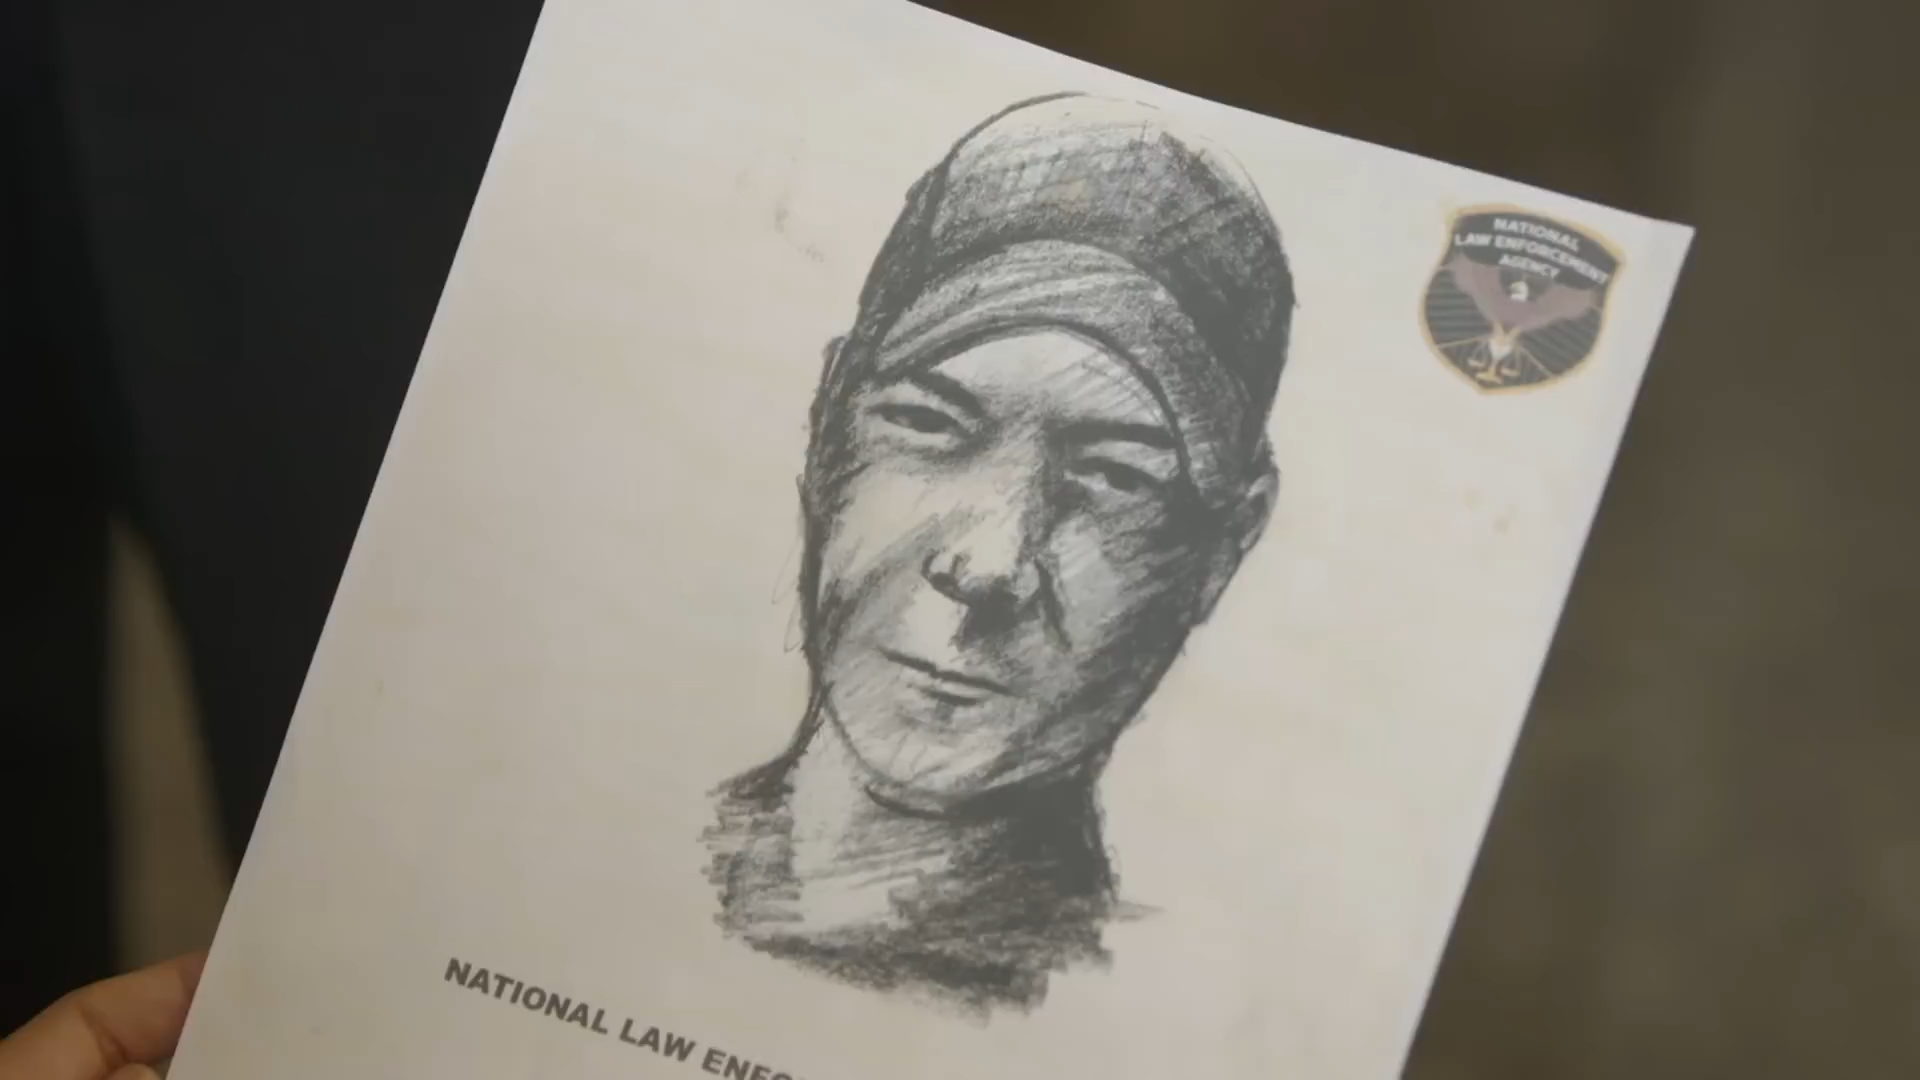 NATIONAL
LAW ENFORCEMENT
AGENCY
NATIONAL LAW